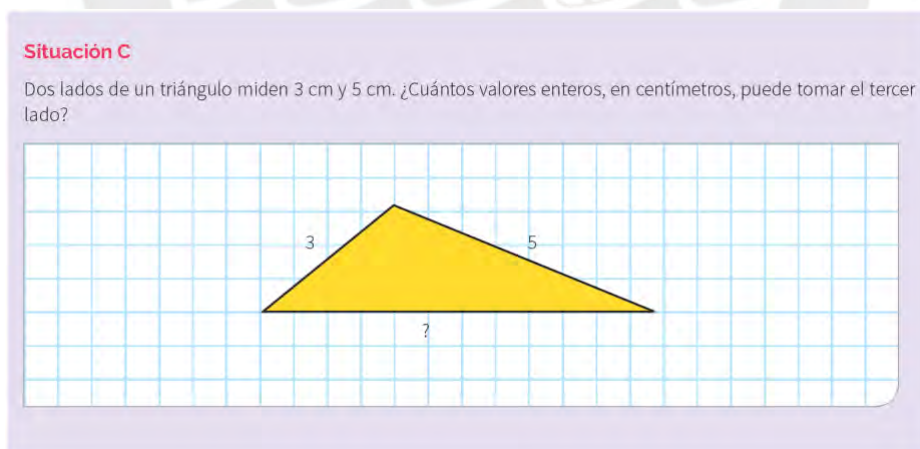 Situación C
Dos lados de un triángulo miden 3 cm y 5 cm. ¿Cuántos valores enteros, en centímetros, puede tomar el tercer
lado?
3
5
?